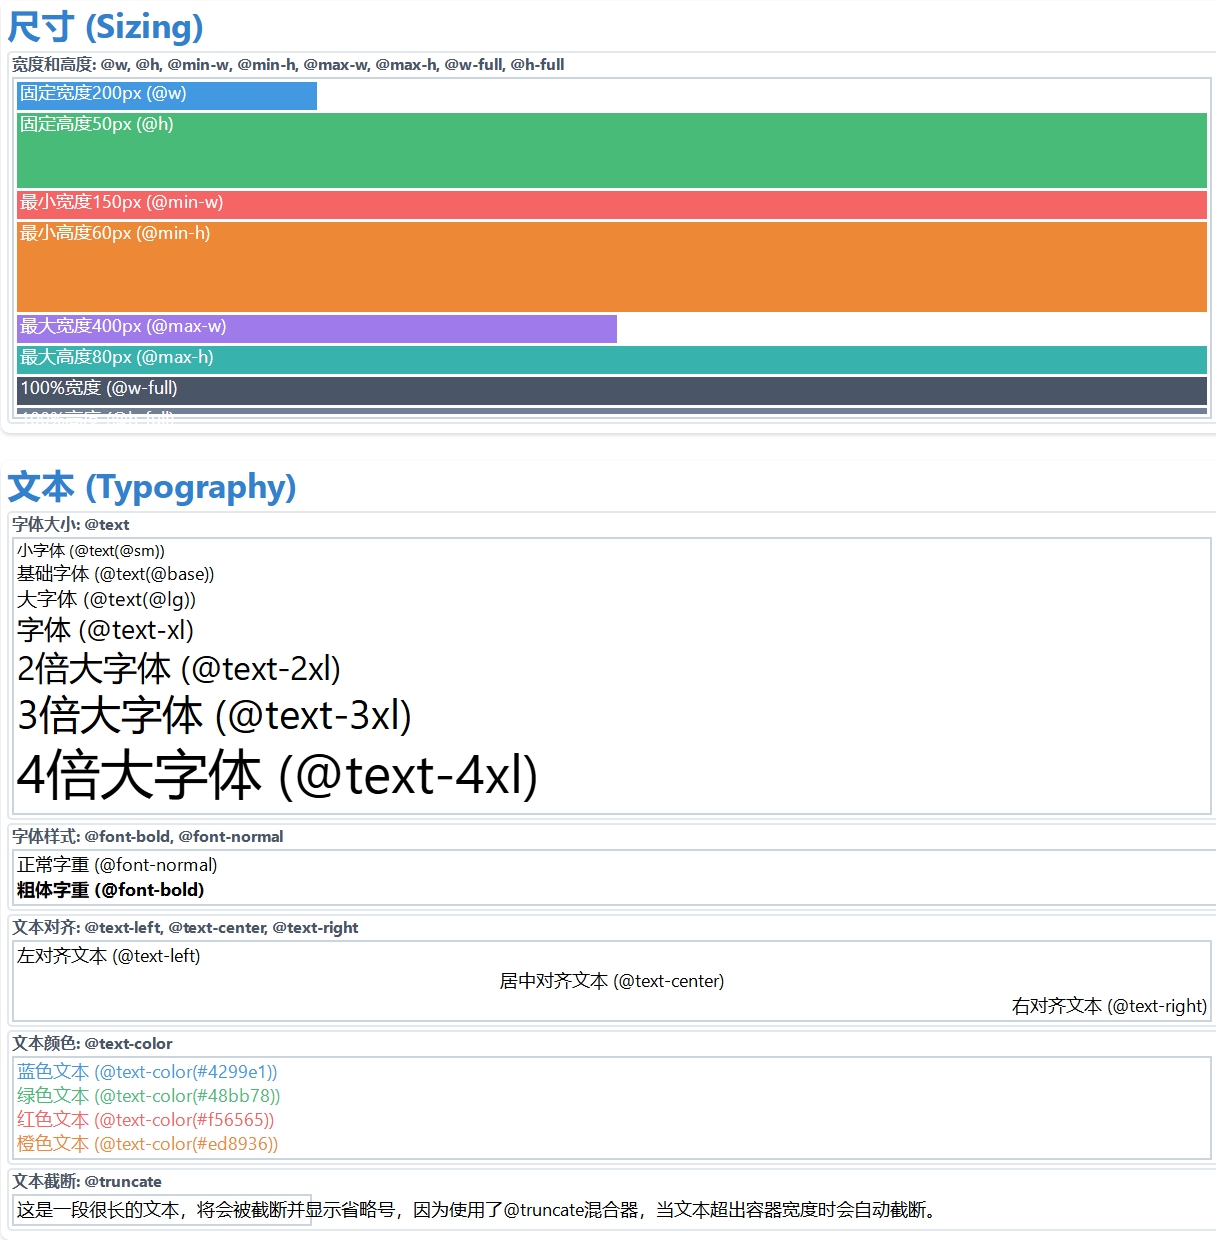 尺寸 (Sizing)
宽度和高度: @w, @h, @min-w, @min-h, @max-w, @max-h, @w-full, @h-full
固定宽度200px (@w)
固定高度50px (@h)
最小宽度150px (@min-w)
最小高度60px (@min-h)
最大宽度400px (@max-w)
最大高度80px (@max-h)
100%宽度 (@w-full)
100%高度 (@h-full)
文本 (Typography)
字体大小: @text
小字体 (@text(@sm))
基础字体 (@text(@base))
大字体 (@text(@lg))
字体 (@text-xl)
2倍大字体 (@text-2xl)
3倍大字体 (@text-3xl)
4倍大字体 (@text-4xl)
字体样式: @font-bold, @font-normal
正常字重 (@font-normal)
粗体字重 (@font-bold)
文本对齐: @text-left, @text-center, @text-right
左对齐文本 (@text-left)
居中对齐文本 (@text-center)
右对齐文本 (@text-right)
文本颜色: @text-color
蓝色文本 (@text-color(#4299e1))
绿色文本 (@text-color(#48bb78))
红色文本 (@text-color(#f56565))
橙色文本 (@text-color(#ed8936))
文本截断: @truncate
这是一段很长的文本，将会被截断并显示省略号，因为使用了@truncate混合器，当文本超出容器宽度时会自动截断。